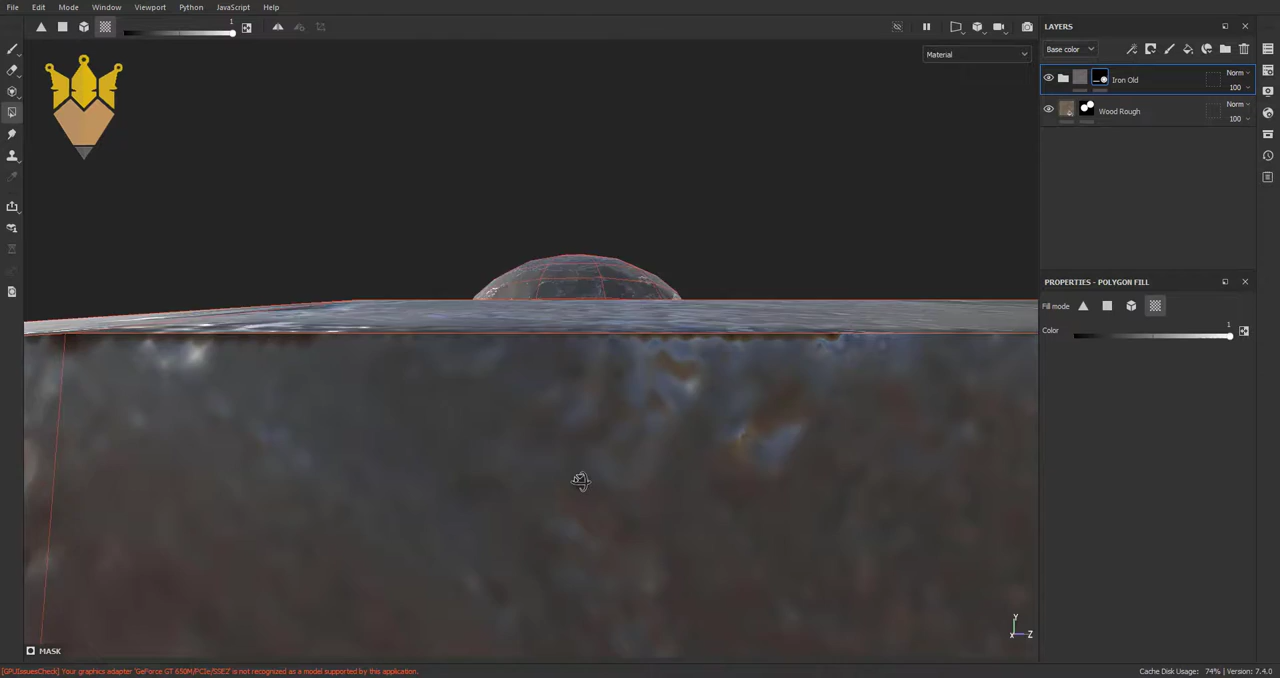 File Edit Mode Window Viewport Python JavaScript Help
1
Material
LAYERS
Base color
Iron Old
Norm
100
Wood Rough
Norm
100
PROPERTIES - POLYGON FILL
Fill mode
Color
1
Y
X Z
MASK
[GPUIssuesCheck] Your graphics adapter 'GeForce GT 650M/PCIe/SSE2' is not recognized as a model supported by this application.
Cache Disk Usage: 74% | Version: 7.4.0